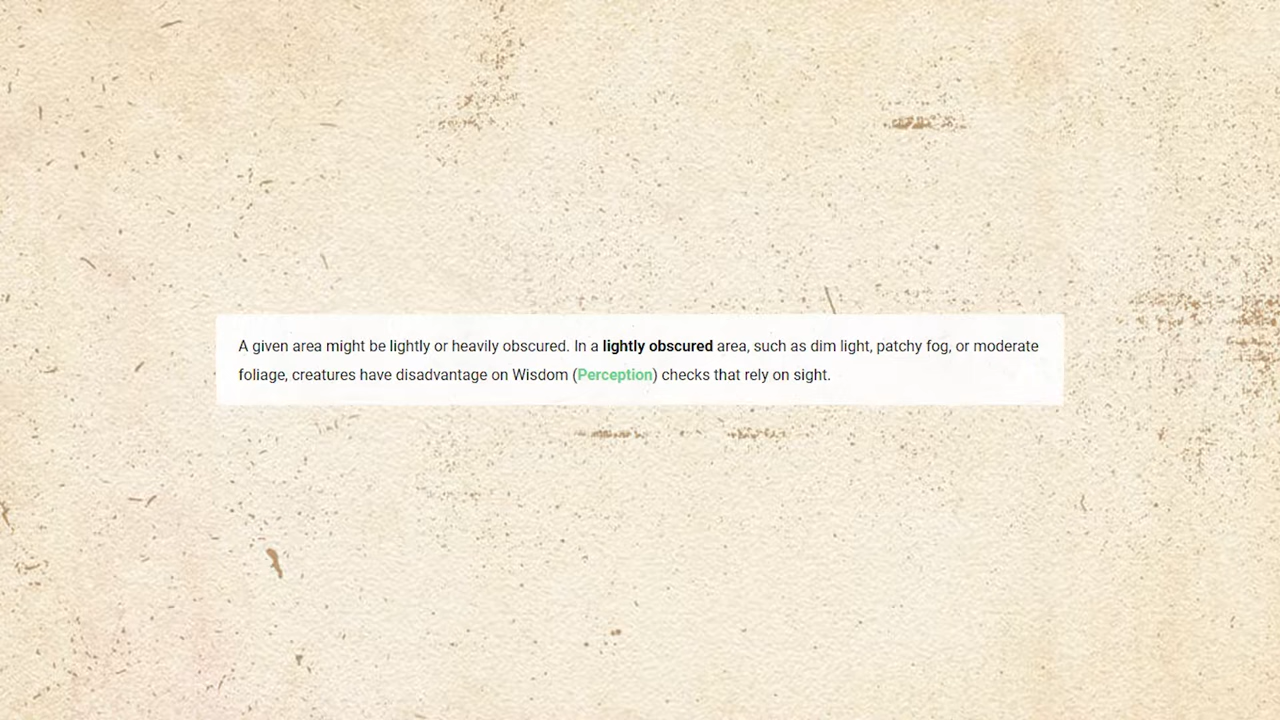 A given area might be lightly or heavily obscured. In a lightly obscured area, such as dim light, patchy fog, or moderate
foliage, creatures have disadvantage on Wisdom (Perception) checks that rely on sight.